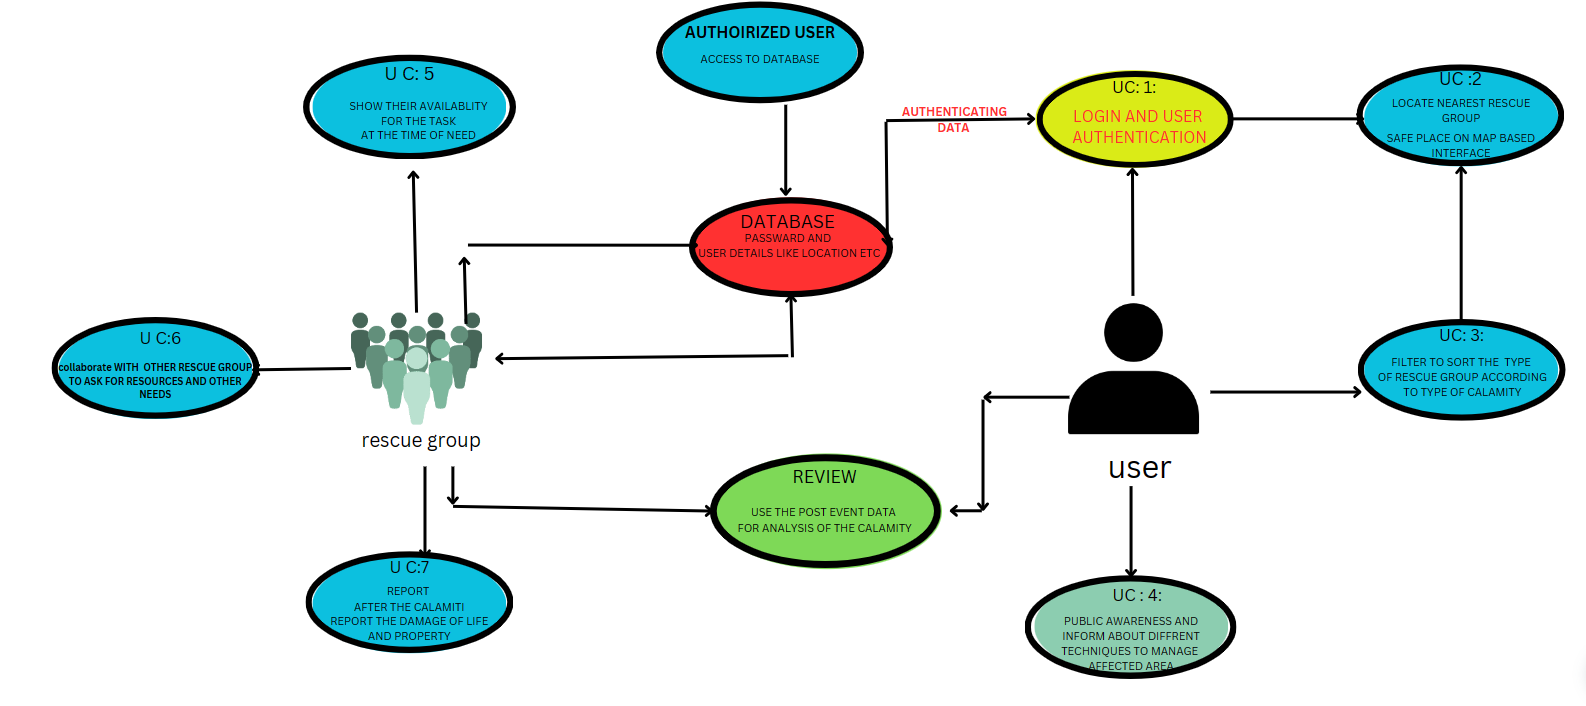 AUTHOIRIZED USER
ACCESS TO DATABASE
U C: 5
SHOW THEIR AVAILABLITY
FOR THE TASK
AT THE TIME OF NEED
AUTHENTICATING
DATA
UC: 1:
LOGIN AND USER
AUTHENTICATION
UC :2
LOCATE NEAREST RESCUE
GROUP
SAFE PLACE ON MAP BASED
INTERFACE
DATABASE
PASSWARD AND
USER DETAILS LIKE LOCATION ETC
U C:6
collaborate WITH OTHER RESCUE GROUP
TO ASK FOR RESOURCES AND OTHER
NEEDS
rescue group
UC: 3:
FILTER TO SORT THE TYPE
OF RESCUE GROUP ACCORDING
TO TYPE OF CALAMITY
user
REVIEW
USE THE POST EVENT DATA
FOR ANALYSIS OF THE CALAMITY
U C:7
REPORT
AFTER THE CALAMITI
REPORT THE DAMAGE OF LIFE
AND PROPERTY
UC : 4:
PUBLIC AWARENESS AND
INFORM ABOUT DIFFRENT
TECHNIQUES TO MANAGE
AFFECTED AREA